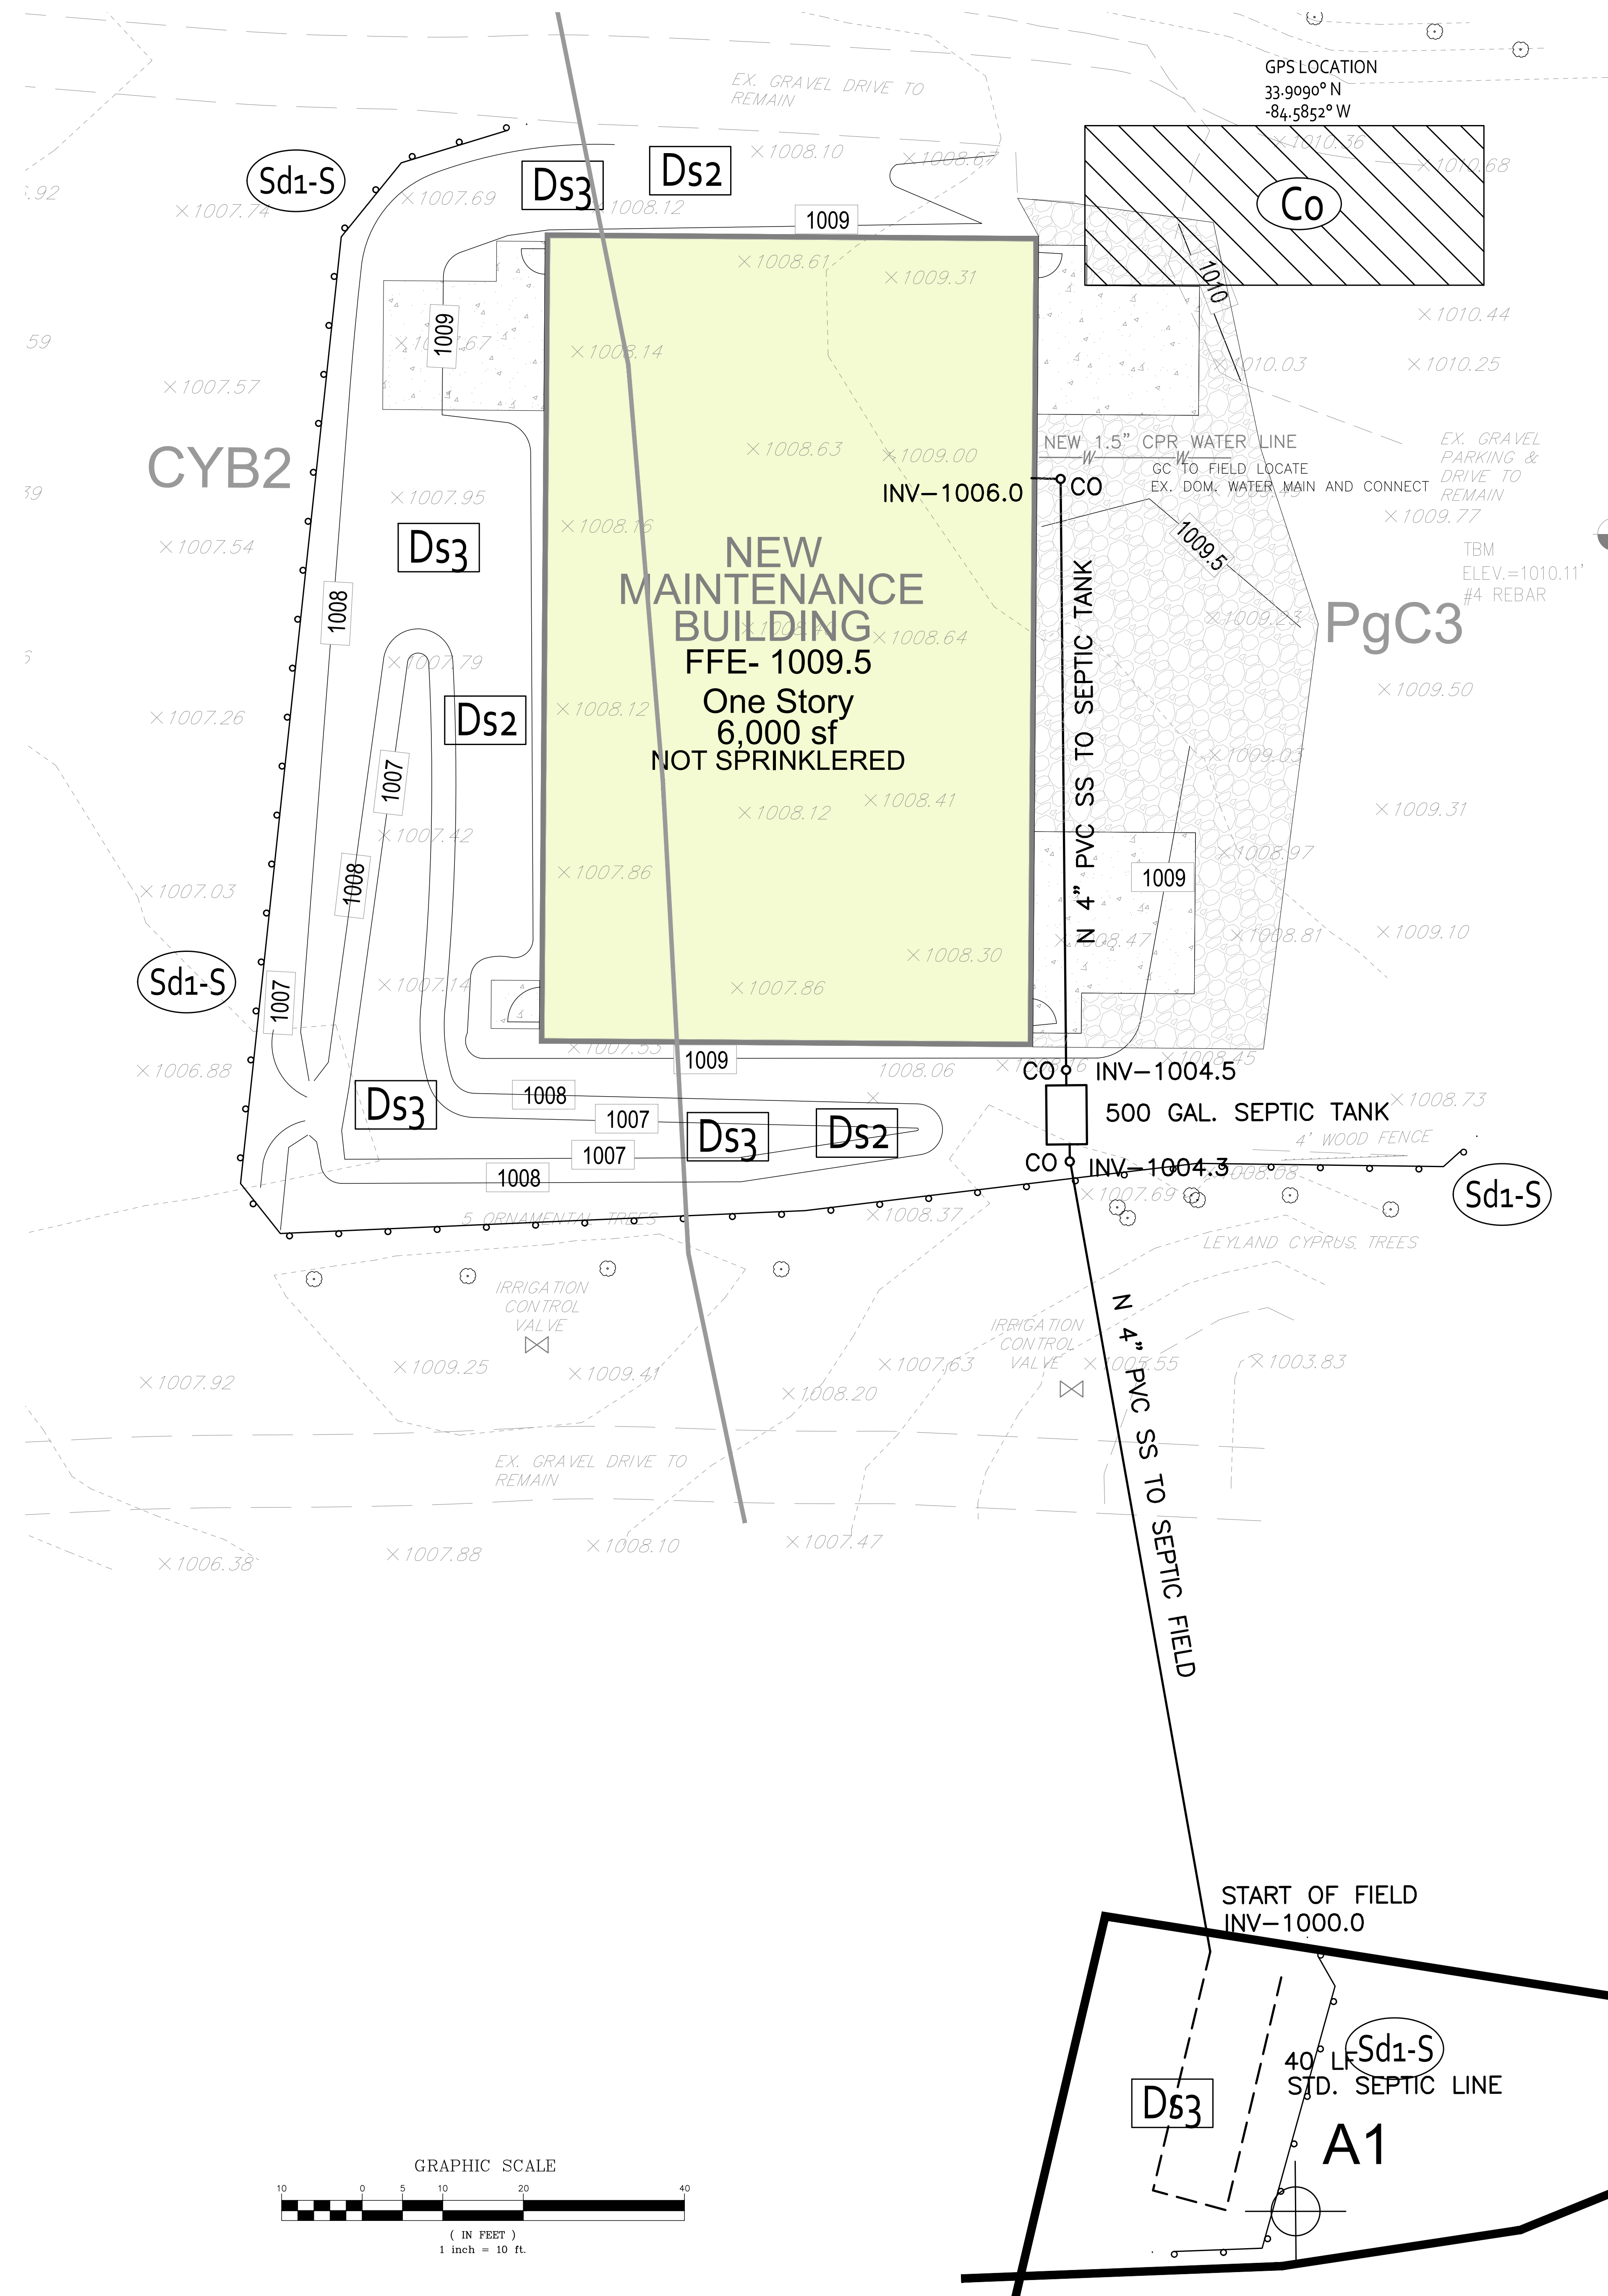 EX. GRAVEL DRIVE TO
REMAIN
GPS LOCATION
33.9090° N
-84.5852° W
×1008.10
×1008.67
×1010.36
×1010.68
Sd1-S
Ds3
Ds2
Co
×1007.74
×1007.69
1008.12
1009
×1008.61
×1009.31
1010
×1010.44
1009
×1008.14
×1010.03
×1010.25
×1007.57
NEW 1.5" CPR WATER LINE
W
W
GC TO FIELD LOCATE
EX. DOM. WATER MAIN AND CONNECT
EX. GRAVEL
PARKING &
DRIVE TO
REMAIN
CYB2
×1008.63
×1009.00
INV-1006.0
CO
×1007.95
×1008.16
×1009.77
×1007.54
Ds3
1009.5
TBM
ELEV.=1010.11'
#4 REBAR
NEW
MAINTENANCE
BUILDING
FFE- 1009.5
One Story
6,000 sf
NOT SPRINKLERED
×1008.64
×1009.23
PgC3
1008
N 4" PVC SS TO SEPTIC TANK
×1007.79
×1009.50
×1007.26
Ds2
×1008.12
×1009.03
1007
×1008.12
×1008.41
×1009.31
×1007.42
×1007.86
×1008.97
1008
1009
×1007.03
×1008.47
×1008.81
×1009.10
×1008.30
Sd1-S
1007
×1007.14
×1007.86
×1007.53
1009
1008.06
×1008.45
×1006.88
CO
INV-1004.5
Ds3
1008
1007
Ds3
Ds2
500 GAL. SEPTIC TANK
×1008.73
4' WOOD FENCE
1007
CO
INV-1004.3
×1008.08
1008
×1007.69
Sd1-S
5 ORNAMENTAL TREES
×1008.37
LEYLAND CYPRUS TREES
IRRIGATION
CONTROL
VALVE
IRRIGATION
CONTROL
VALVE
×1007.92
×1009.25
×1009.41
×1008.20
×1007.63
×1005.55
×1003.83
N 4" PVC SS TO SEPTIC FIELD
EX. GRAVEL DRIVE TO
REMAIN
×1006.38
×1007.88
×1008.10
×1007.47
START OF FIELD
INV-1000.0
Sd1-S
40 LF
STD. SEPTIC LINE
Ds3
A1
GRAPHIC SCALE
10 0 5 10 20 40
( IN FEET )
1 inch = 10 ft.